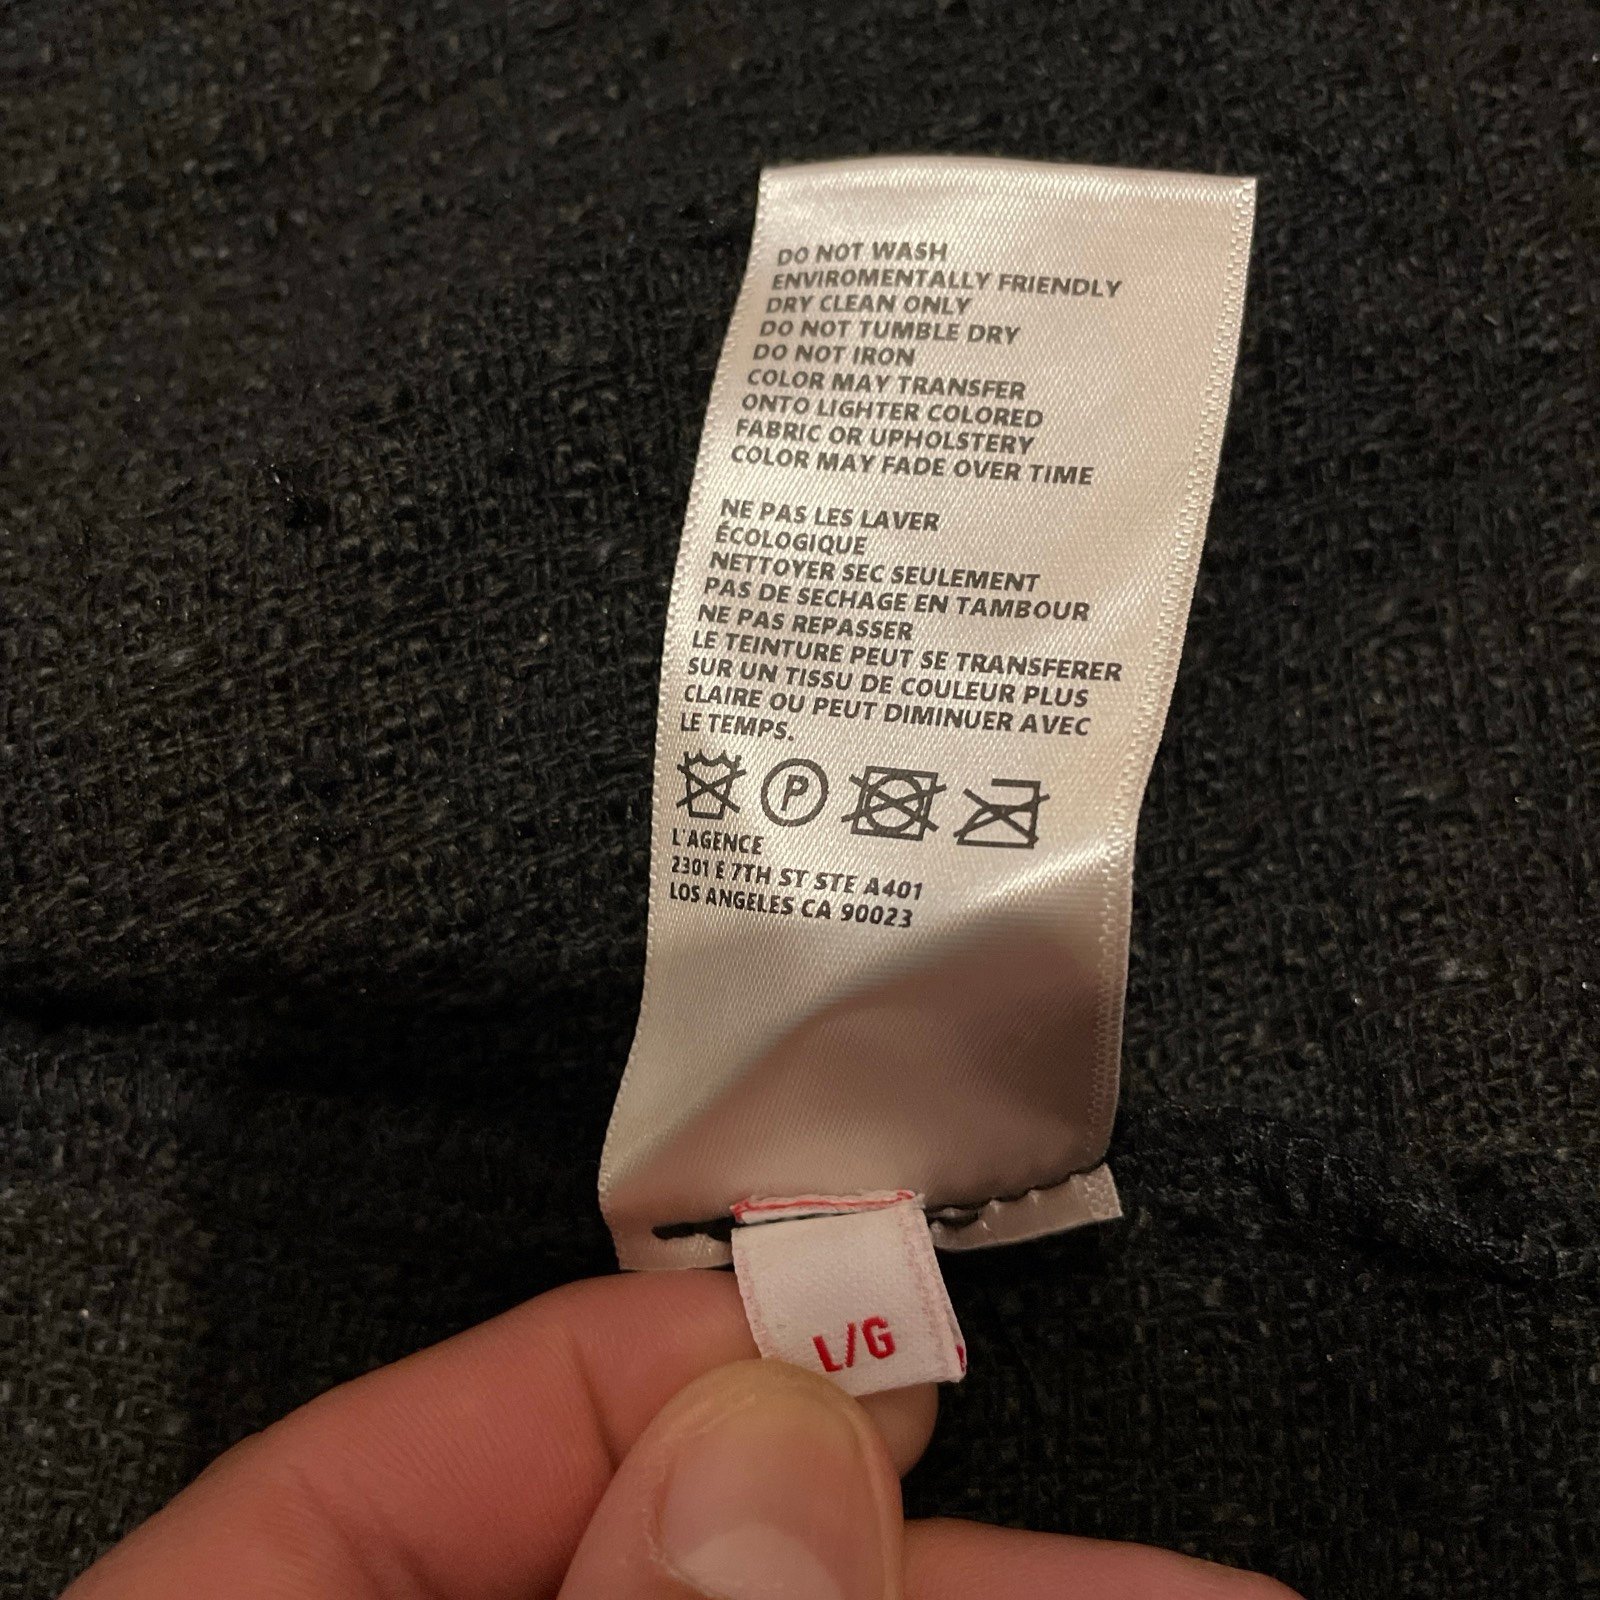 DO NOT WASH
ENVIROMENTALLY FRIENDLY
DRY CLEAN ONLY
DO NOT TUMBLE DRY
DO NOT IRON
COLOR MAY TRANSFER
ONTO LIGHTER COLORED
FABRIC OR UPHOLSTERY
COLOR MAY FADE OVER TIME
NE PAS LES LAVER
ÉCOLOGIQUE
NETTOYER SEC SEULEMENT
PAS DE SECHAGE EN TAMBOUR
NE PAS REPASSER
LE TEINTURE PEUT SE TRANSFERER
SUR UN TISSU DE COULEUR PLUS
CLAIRE OU PEUT DIMINUER AVEC
LE TEMPS.
P
L'AGENCE
2301 E 7TH ST STE A401
LOS ANGELES CA 90023
L/G